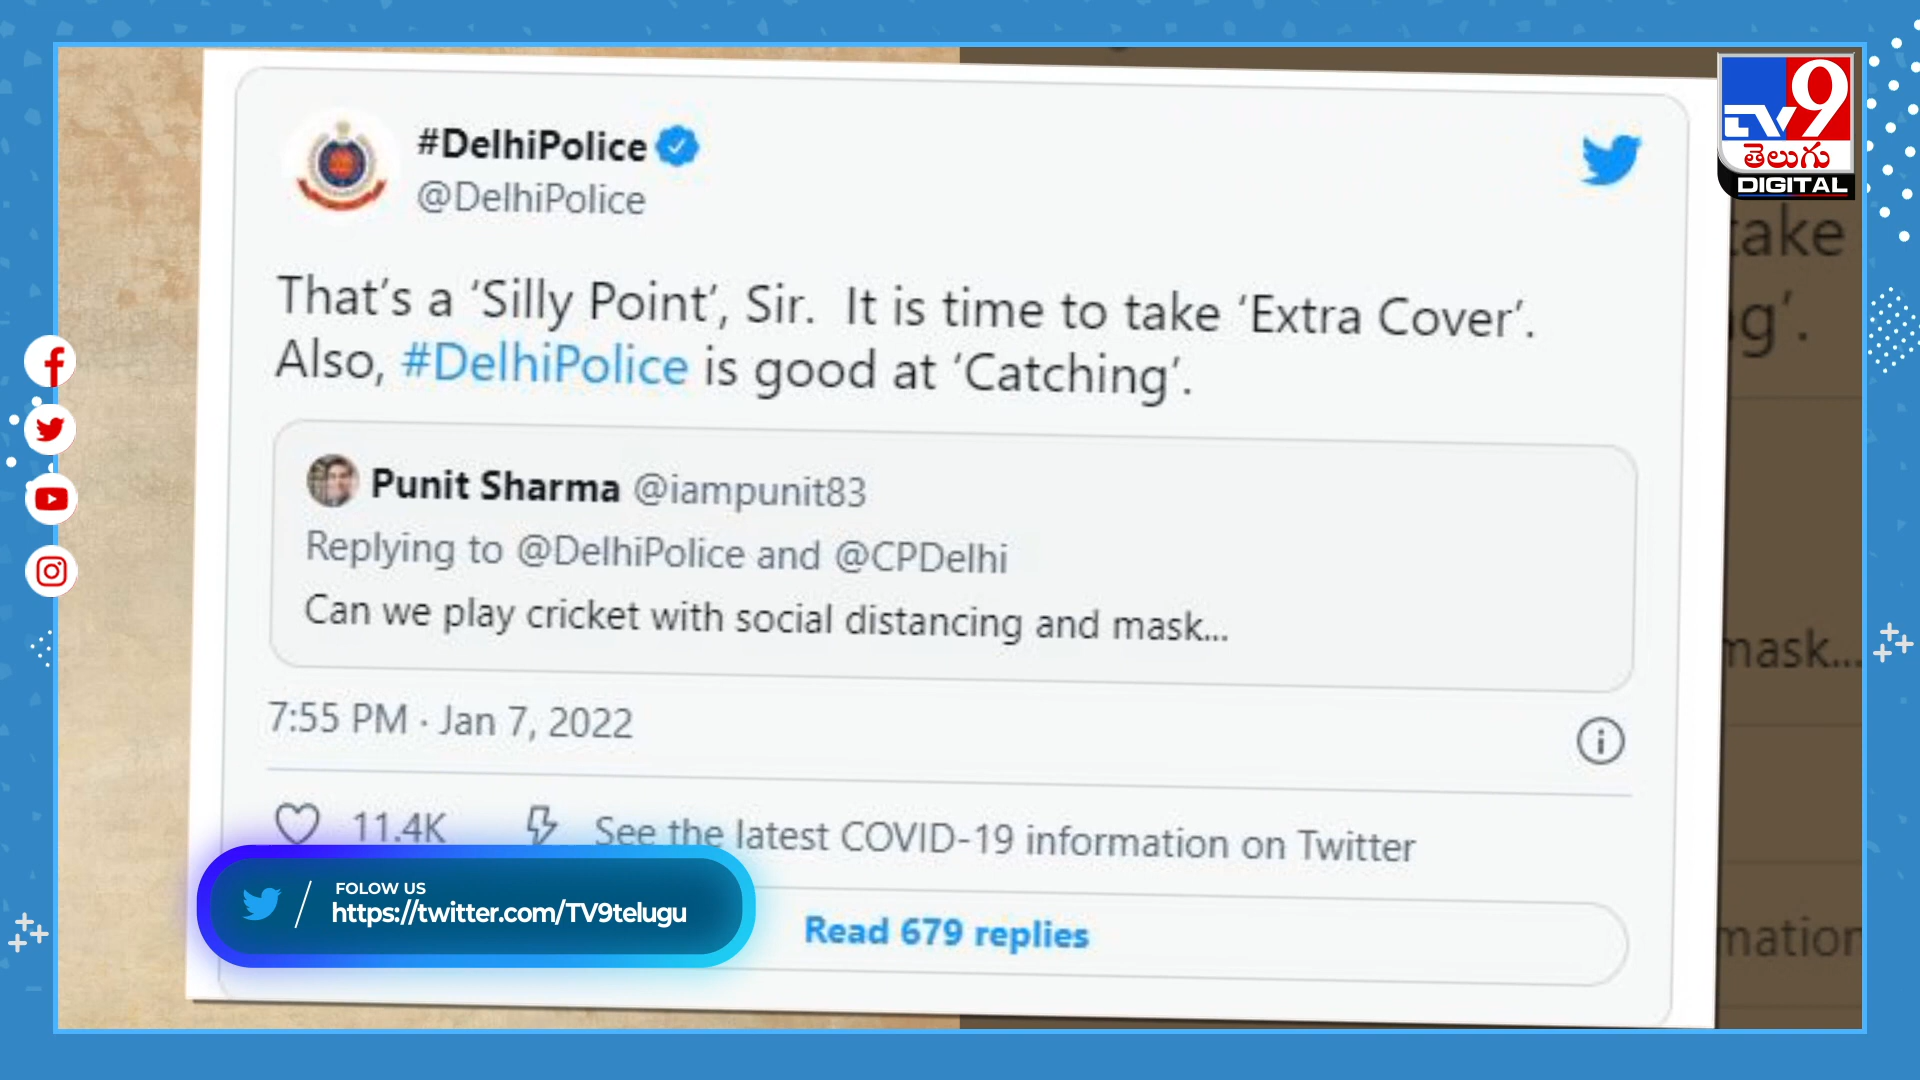 #DelhiPolice
@DelhiPolice
That's a ‘Silly Point’, Sir. It is time to take ‘Extra Cover’.
Also, #DelhiPolice is good at ‘Catching’.
Punit Sharma @iampunit83
Replying to @DelhiPolice and @CPDelhi
Can we play cricket with social distancing and mask...
7:55 PM · Jan 7, 2022
11.4K See the latest COVID-19 information on Twitter
Read 679 replies
FOLOW US
https://twitter.com/TV9telugu
TV9
తెలుగు
DIGITAL
take
g’.
mask...
mation